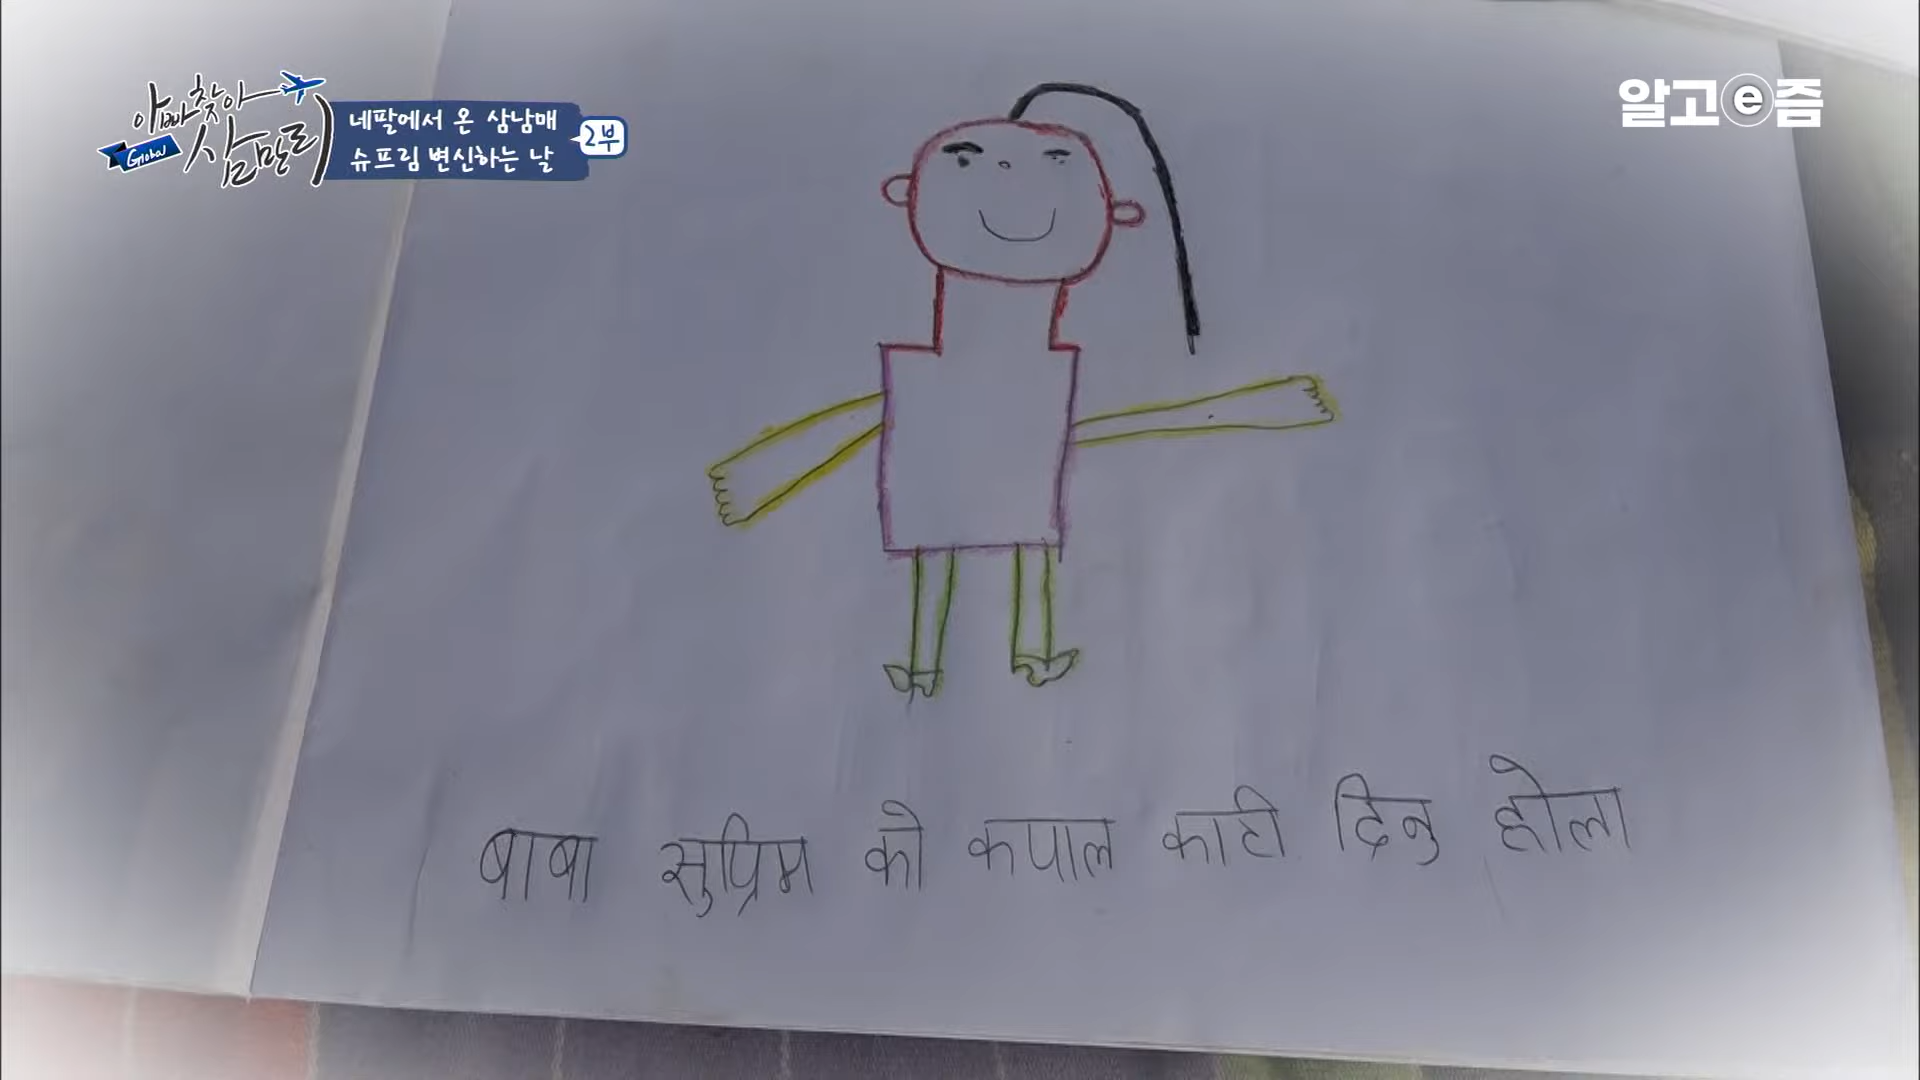 아빠 찾아 삼만리
Global
네팔에서 온 삼남매
슈프림 변신하는 날
2부
알고e즘
बाबा सुप्रिम को कपाल काटी दिनु होला